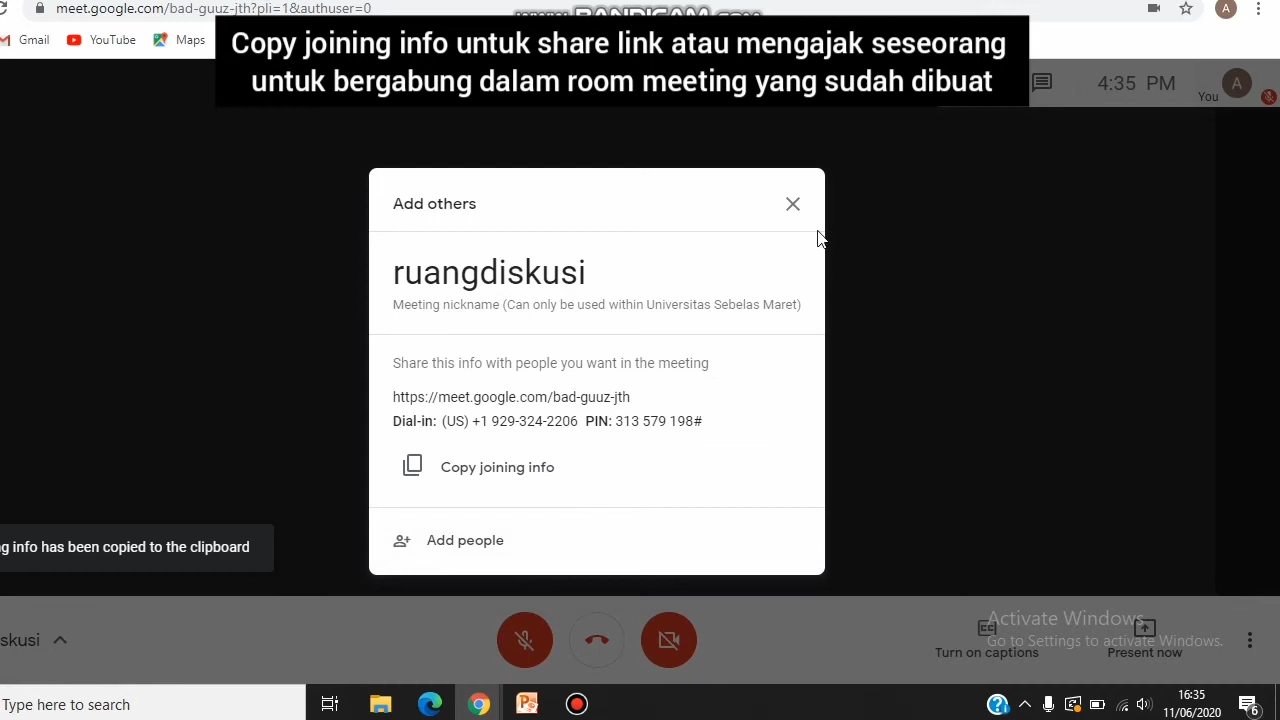 meet.google.com/bad-guuz-jth?pli=1&authuser=0
www.BANDICAM.com
A
Gmail
YouTube
Maps
Copy joining info untuk share link atau mengajak seseorang
untuk bergabung dalam room meeting yang sudah dibuat
4:35 PM
You
A
Add others
ruangdiskusi
Meeting nickname (Can only be used within Universitas Sebelas Maret)
Share this info with people you want in the meeting
https://meet.google.com/bad-guuz-jth
Dial-in: (US) +1 929-324-2206 PIN: 313 579 198#
Copy joining info
g info has been copied to the clipboard
Add people
skusi
CC
Turn on captions
Present now
Activate Windows
Go to Settings to activate Windows.
Type here to search
16:35
11/06/2020
6